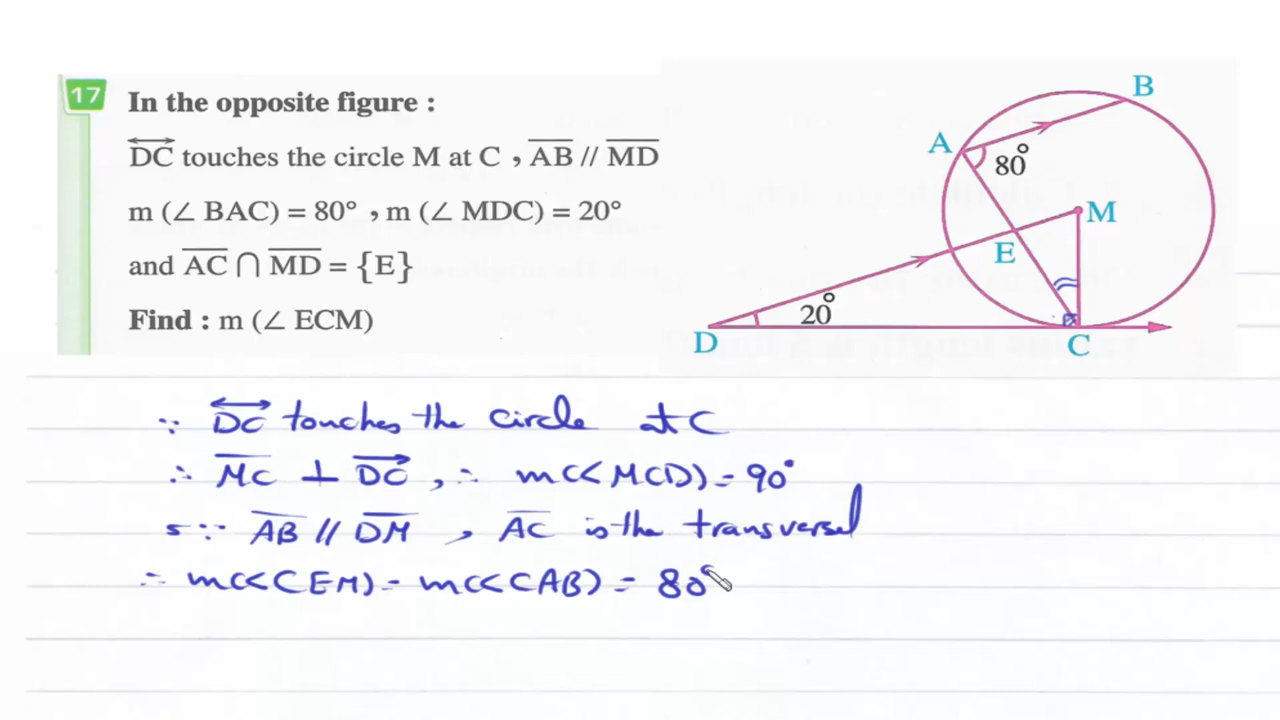 17
In the opposite figure :
DC touches the circle M at C , AB // MD
m (∠ BAC) = 80° , m (∠ MDC) = 20°
and AC ∩ MD = {E}
Find : m (∠ ECM)
B
A
80°
M
E
20°
D
C
∵ DC touches the circle at C
∴ MC ⊥ DC , ∴ m(<MCD) = 90°
, ∵ AB // DM , AC is the transversal
∴ m(<CEM) = m(<CAB) = 80°